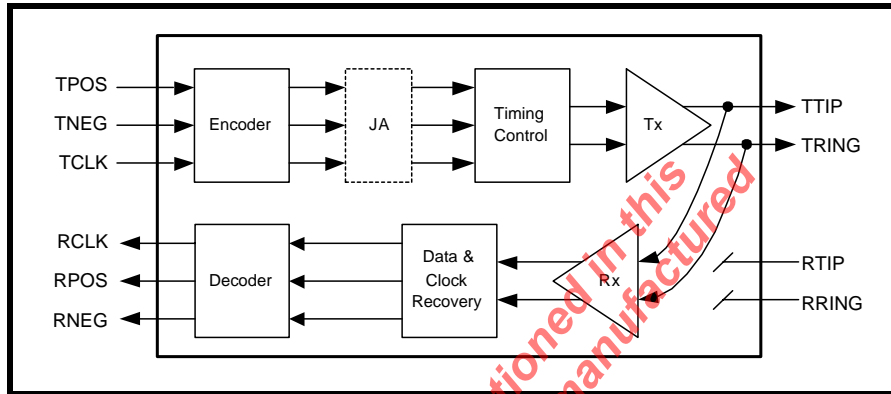 TPOS
TNEG
TCLK
Encoder
JA
Timing
Control
Tx
TTIP
TRING
RCLK
RPOS
RNEG
Decoder
Data &
Clock
Recovery
Rx
RTIP
RRING
tioned in this
manufactured